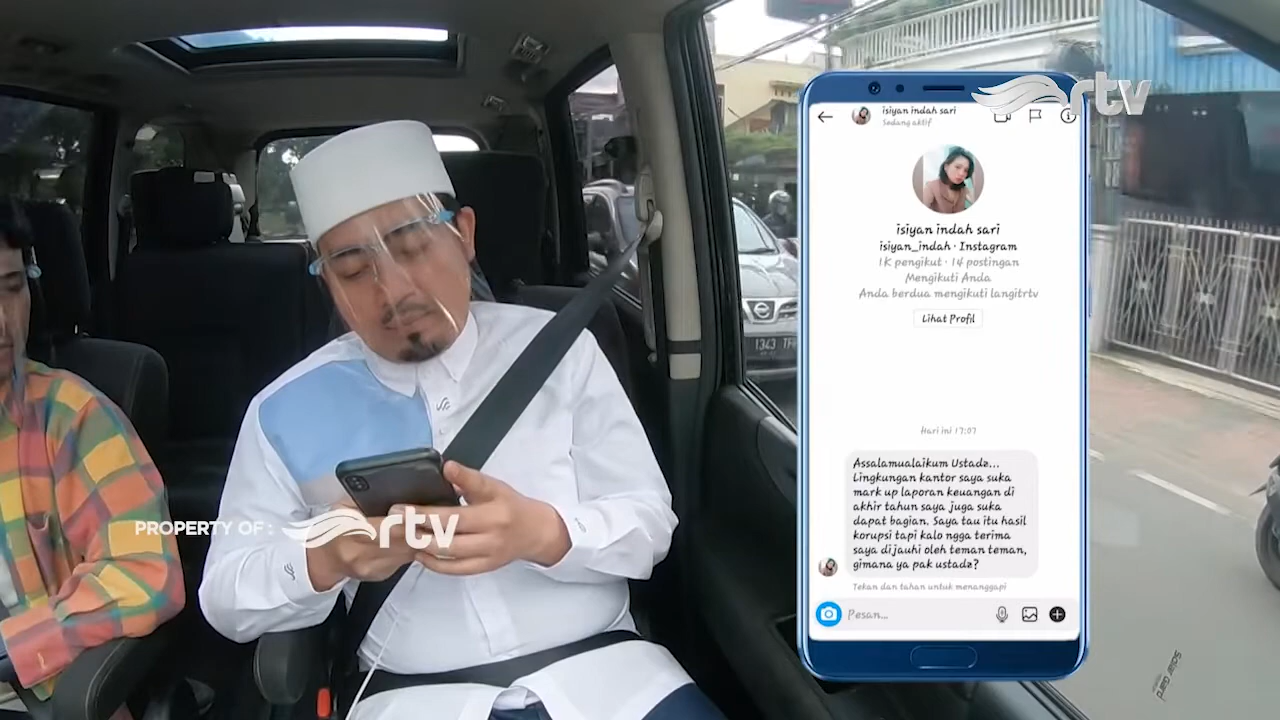 rtv
isiyan indah sari
Sedang aktif
isiyan indah sari
isiyan_indah · Instagram
1K pengikut · 14 postingan
Mengikuti Anda
Anda berdua mengikuti langitrtv
Lihat Profil
1343 TF
Hari ini 17:07
Assalamualaikum Ustadz...
Lingkungan kantor saya suka
mark up laporan keuangan di
akhir tahun saya juga suka
dapat bagian. Saya tau itu hasil
korupsi tapi kalo ngga terima
saya di jauhi oleh teman teman,
gimana ya pak ustadz?
PROPERTY OF : rtv
Tekan dan tahan untuk menanggapi
Pesan...